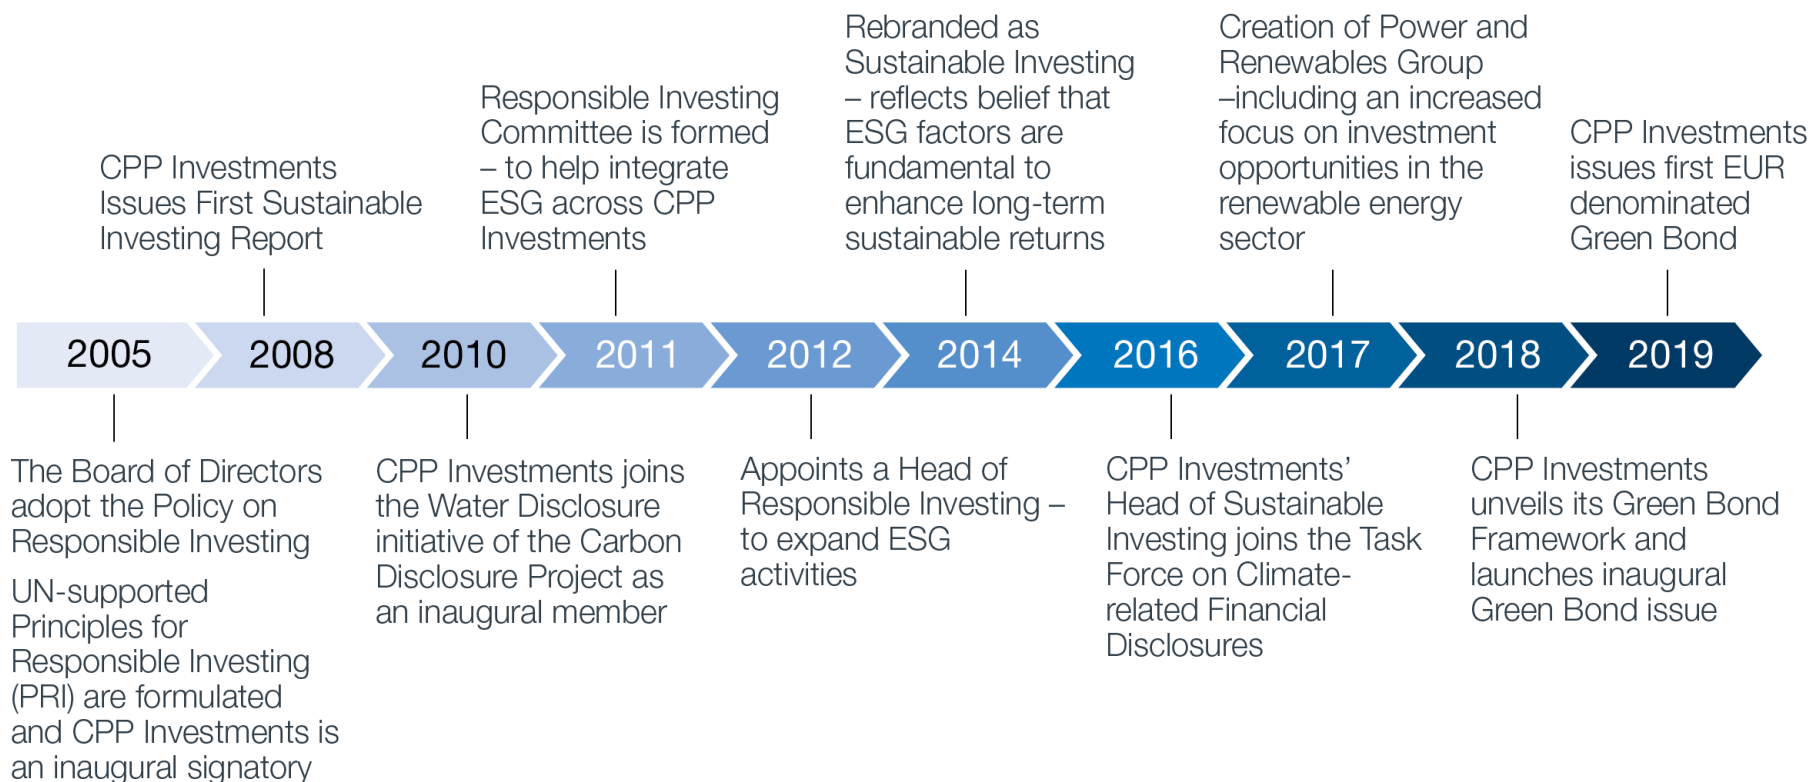 CPP Investments
Issues First Sustainable
Investing Report
Responsible Investing
Committee is formed
– to help integrate
ESG across CPP
Investments
Rebranded as
Sustainable Investing
– reflects belief that
ESG factors are
fundamental to
enhance long-term
sustainable returns
Creation of Power and
Renewables Group
–including an increased
focus on investment
opportunities in the
renewable energy
sector
CPP Investments
issues first EUR
denominated
Green Bond
2005
2008
2010
2011
2012
2014
2016
2017
2018
2019
The Board of Directors
adopt the Policy on
Responsible Investing
UN-supported
Principles for
Responsible Investing
(PRI) are formulated
and CPP Investments is
an inaugural signatory
CPP Investments joins
the Water Disclosure
initiative of the Carbon
Disclosure Project as
an inaugural member
Appoints a Head of
Responsible Investing –
to expand ESG
activities
CPP Investments’
Head of Sustainable
Investing joins the Task
Force on Climate-
related Financial
Disclosures
CPP Investments
unveils its Green Bond
Framework and
launches inaugural
Green Bond issue